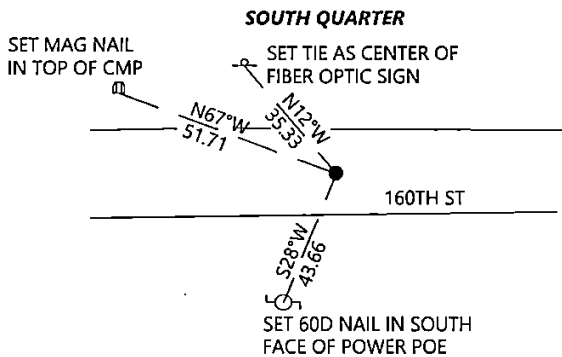 SOUTH QUARTER
SET MAG NAIL
IN TOP OF CMP
SET TIE AS CENTER OF
FIBER OPTIC SIGN
N67°W
51.71
N12°W
35.33
160TH ST
S28°W
43.66
SET 60D NAIL IN SOUTH
FACE OF POWER POE